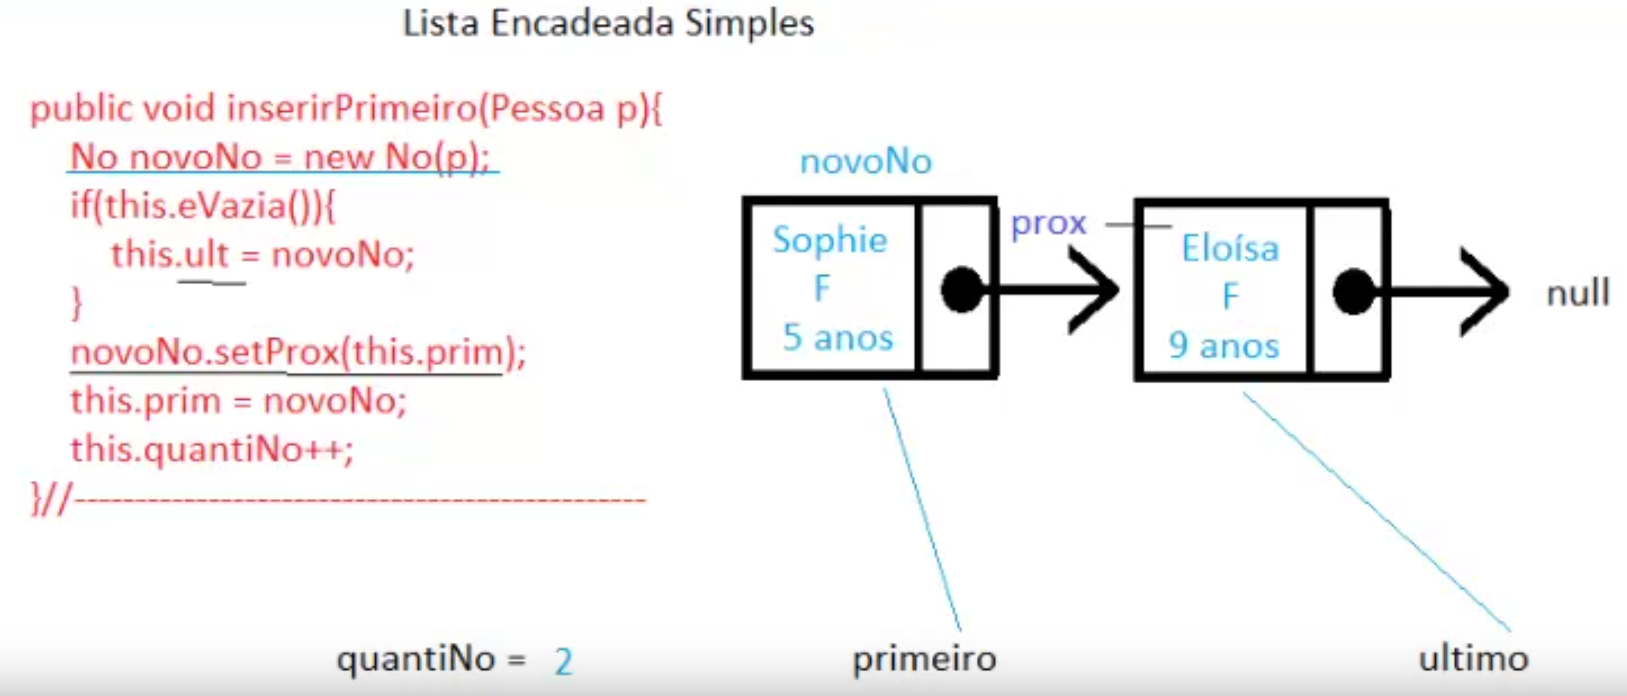 Lista Encadeada Simples
public void inserirPrimeiro(Pessoa p){
No novoNo = new No(p);
if(this.eVazia()){
this.ult = novoNo;
}
novoNo.setProx(this.prim);
this.prim = novoNo;
this.quantiNo++;
}//-----------------------------------------------
novoNo
Sophie
F
5 anos
prox
Eloísa
F
9 anos
null
quantiNo = 2
primeiro
ultimo